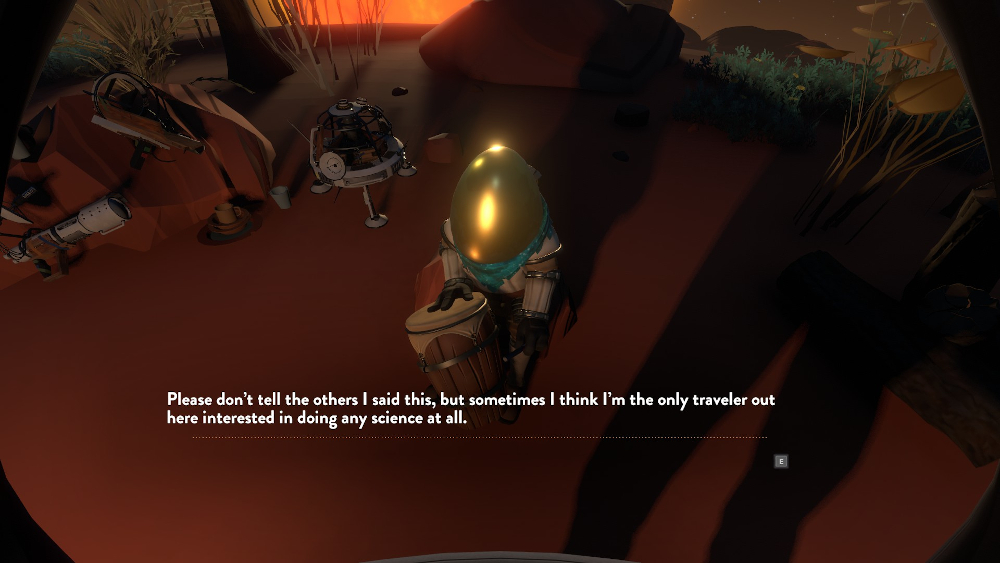 Please don't tell the others I said this, but sometimes I think I'm the only traveler out
here interested in doing any science at all.
E